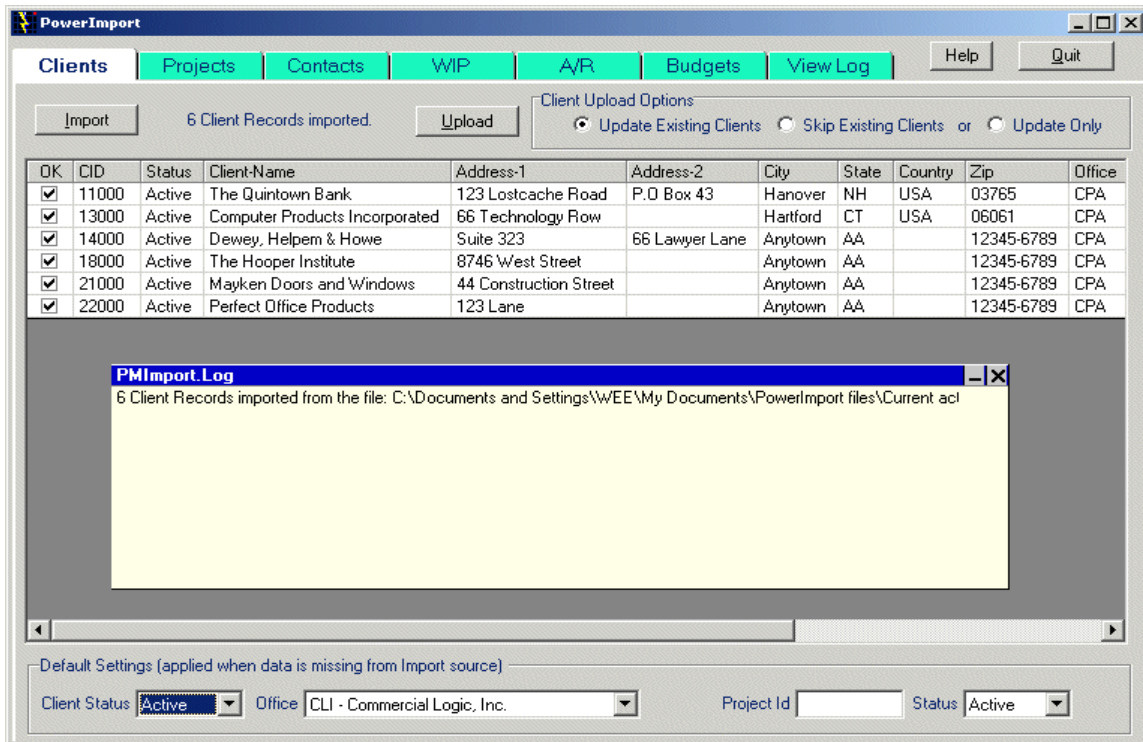 PowerImport
Clients Projects Contacts WIP A/R Budgets View Log Help Quit
Client Upload Options
Import 6 Client Records imported. Upload Update Existing Clients Skip Existing Clients or Update Only
OK CID Status Client-Name Address-1 Address-2 City State Country Zip Office
11000 Active The Quintown Bank 123 Lostcache Road P.O Box 43 Hanover NH USA 03765 CPA
13000 Active Computer Products Incorporated 66 Technology Row Hartford CT USA 06061 CPA
14000 Active Dewey, Helpem & Howe Suite 323 66 Lawyer Lane Anytown AA 12345-6789 CPA
18000 Active The Hooper Institute 8746 West Street Anytown AA 12345-6789 CPA
21000 Active Mayken Doors and Windows 44 Construction Street Anytown AA 12345-6789 CPA
22000 Active Perfect Office Products 123 Lane Anytown AA 12345-6789 CPA
PMImport.Log
6 Client Records imported from the file: C:\Documents and Settings\WEE\My Documents\PowerImport files\Current act
Default Settings (applied when data is missing from Import source)
Client Status Active Office CLI - Commercial Logic, Inc. Project Id Status Active